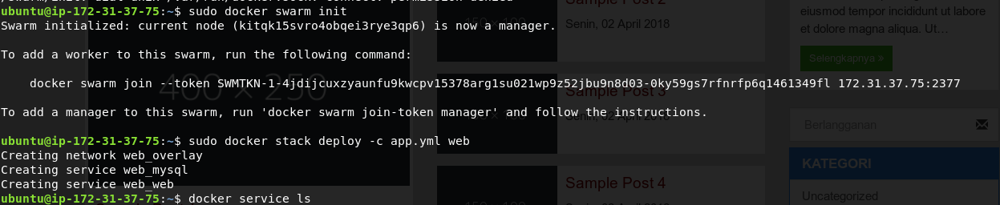 ubuntu@ip-172-31-37-75:~$ sudo docker swarm init
Swarm initialized: current node (kitqk15svro4obqei3rye3qp6) is now a manager.
To add a worker to this swarm, run the following command:
docker swarm join --token SWMTKN-1-4jdijcuxzyaunfu9kwcpv15378arg1su021wp9z52jbu9n8d03-0ky59gs7rfnrfp6q1461349fl 172.31.37.75:2377
To add a manager to this swarm, run 'docker swarm join-token manager' and follow the instructions.
ubuntu@ip-172-31-37-75:~$ sudo docker stack deploy -c app.yml web
Creating network web_overlay
Creating service web_mysql
Creating service web_web
ubuntu@ip-172-31-37-75:~$ docker service ls
400 × 250
Sample Post 2
Senin, 02 April 2018
Sample Post 3
Senin, 02 April 2018
Sample Post 4
eiusmod tempor incididunt ut labore
et dolore magna aliqua. Ut…
Selengkapnya »
Berlangganan
KATEGORI
Uncategorized